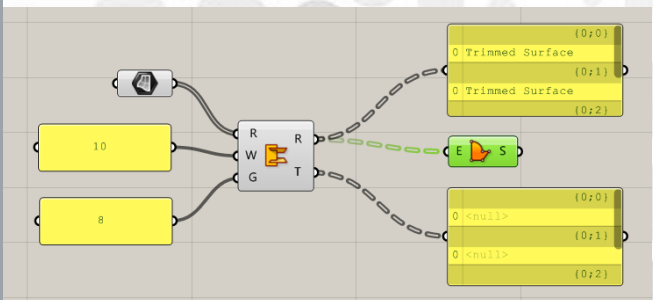 {0;0}
0 Trimmed Surface
{0;1}
0 Trimmed Surface
{0;2}
10
R
W
G
R
T
E S
8
{0;0}
0 <null>
{0;1}
0 <null>
{0;2}